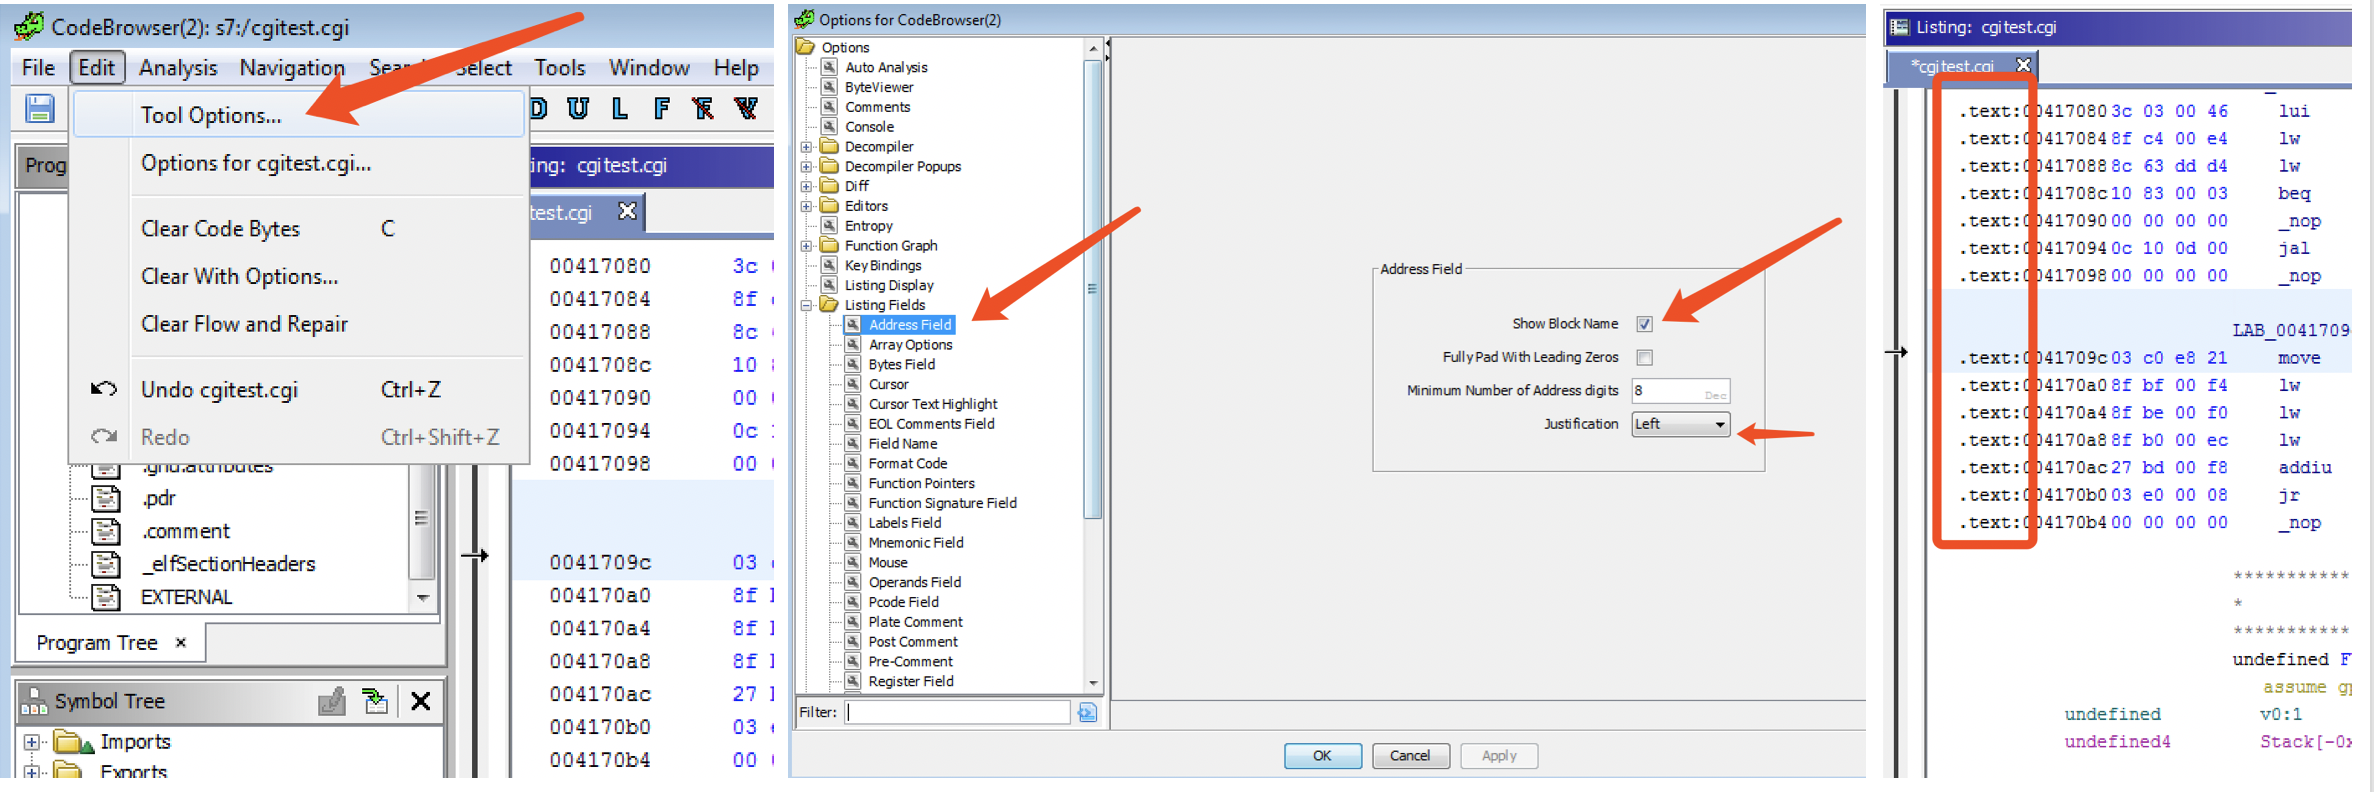 CodeBrowser(2): s7:/cgitest.cgi
File Edit Analysis Navigation Select Tools Window Help
Tool Options...
D U L F
Options for cgitest.cgi...
Clear Code Bytes C
Clear With Options...
Clear Flow and Repair
Undo cgitest.cgi Ctrl+Z
Redo Ctrl+Shift+Z
Prog
ing: cgitest.cgi
test.cgi
.pdr
.comment
_elfSectionHeaders
EXTERNAL
Program Tree
Symbol Tree
Imports
Exports
00417080 3c
00417084 8f
00417088 8c
0041708c 10
00417090 00
00417094 0c
00417098 00
0041709c 03
004170a0 8f
004170a4 8f
004170a8 8f
004170ac 27
004170b0 03
004170b4 00
Options for CodeBrowser(2)
Options
Auto Analysis
ByteViewer
Comments
Console
Decompiler
Decompiler Popups
Diff
Editors
Entropy
Function Graph
Key Bindings
Listing Display
Listing Fields
Address Field
Array Options
Bytes Field
Cursor
Cursor Text Highlight
EOL Comments Field
Field Name
Format Code
Function Pointers
Function Signature Field
Labels Field
Mnemonic Field
Mouse
Operands Field
Pcode Field
Plate Comment
Post Comment
Pre-Comment
Register Field
Filter:
Address Field
Show Block Name
Fully Pad With Leading Zeros
Minimum Number of Address digits 8 Dec
Justification Left
OK Cancel Apply
Listing: cgitest.cgi
*cgitest.cgi
.text:00417080 3c 03 00 46 lui
.text:00417084 8f c4 00 e4 lw
.text:00417088 8c 63 dd d4 lw
.text:0041708c 10 83 00 03 beq
.text:00417090 00 00 00 00 _nop
.text:00417094 0c 10 0d 00 jal
.text:00417098 00 00 00 00 _nop
LAB_0041709
.text:0041709c 03 c0 e8 21 move
.text:004170a0 8f bf 00 f4 lw
.text:004170a4 8f be 00 f0 lw
.text:004170a8 8f b0 00 ec lw
.text:004170ac 27 bd 00 f8 addiu
.text:004170b0 03 e0 00 08 jr
.text:004170b4 00 00 00 00 _nop
***********
*
***********
undefined F
assume gp
undefined v0:1
undefined4 Stack[-0x